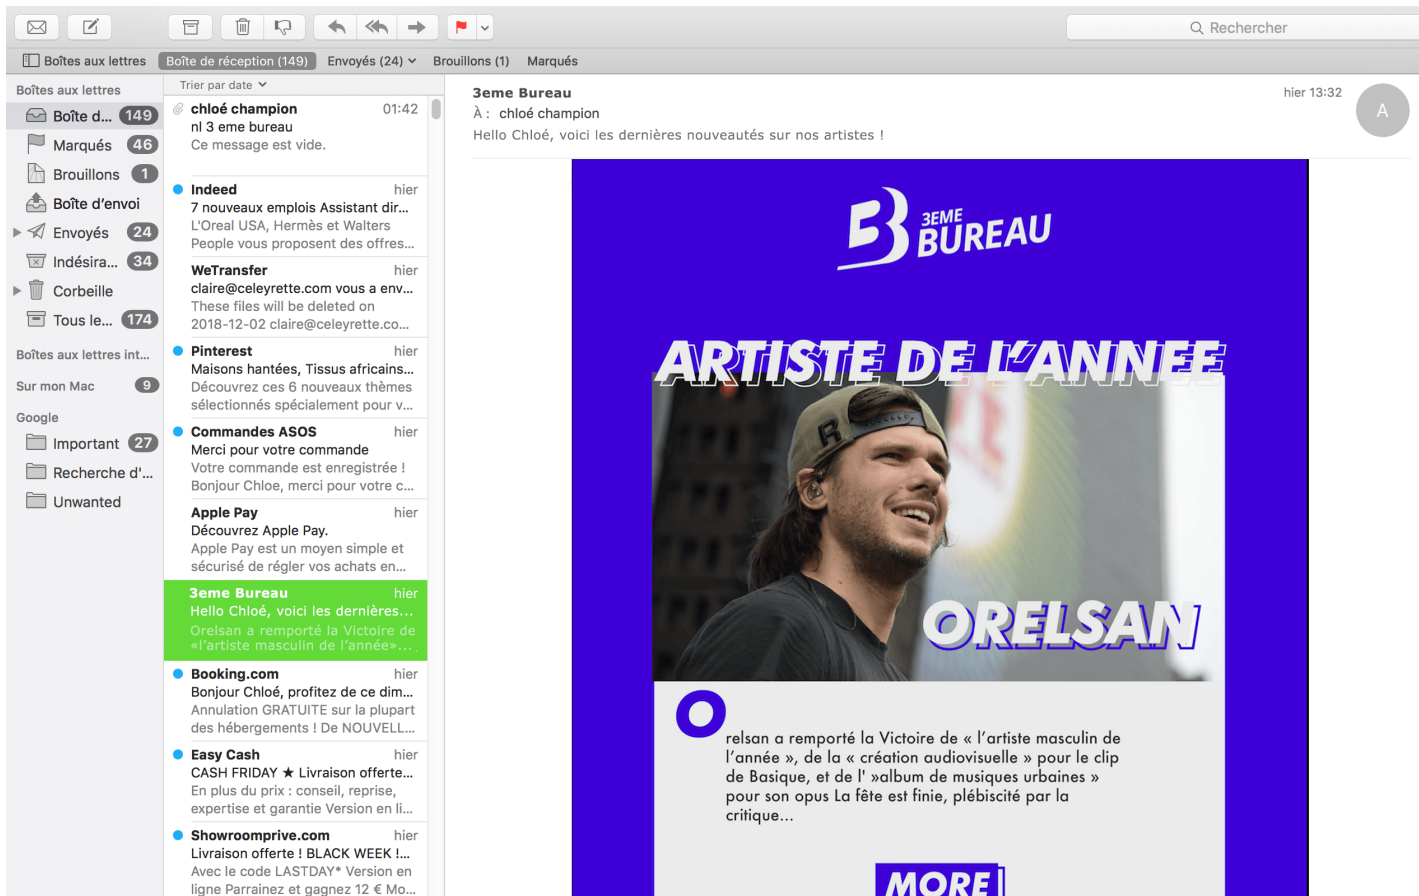 Rechercher
Boîtes aux lettres
Boîte de réception (149)
Envoyés (24)
Brouillons (1)
Marqués
Boîtes aux lettres
Boîte d... 149
Marqués 46
Brouillons 1
Boîte d'envoi
Envoyés 24
Indésira... 34
Corbeille
Tous le... 174
Boîtes aux lettres int...
Sur mon Mac 9
Google
Important 27
Recherche d'...
Unwanted
Trier par date
chloé champion 01:42
nl 3 eme bureau
Ce message est vide.
Indeed hier
7 nouveaux emplois Assistant dir...
L'Oreal USA, Hermès et Walters
People vous proposent des offres...
WeTransfer hier
claire@celeyrette.com vous a env...
These files will be deleted on
2018-12-02 claire@celeyrette.co...
Pinterest hier
Maisons hantées, Tissus africains...
Découvrez ces 6 nouveaux thèmes
sélectionnés spécialement pour v...
Commandes ASOS hier
Merci pour votre commande
Votre commande est enregistrée !
Bonjour Chloe, merci pour votre c...
Apple Pay hier
Découvrez Apple Pay.
Apple Pay est un moyen simple et
sécurisé de régler vos achats en...
3eme Bureau hier
Hello Chloé, voici les dernières...
Orelsan a remporté la Victoire de
«l'artiste masculin de l'année»...
Booking.com hier
Bonjour Chloé, profitez de ce dim...
Annulation GRATUITE sur la plupart
des hébergements ! De NOUVELL...
Easy Cash hier
CASH FRIDAY ★ Livraison offerte...
En plus du prix : conseil, reprise,
expertise et garantie Version en li...
Showroomprive.com hier
Livraison offerte ! BLACK WEEK !...
Avec le code LASTDAY* Version en
ligne Parrainez et gagnez 12 € Mo...
3eme Bureau hier 13:32
À : chloé champion
Hello Chloé, voici les dernières nouveautés sur nos artistes !
A
B3 3EME
BUREAU
ARTISTE DE l'ANNEE
R
ORELSAN
Orelsan a remporté la Victoire de « l'artiste masculin de
l'année », de la « création audiovisuelle » pour le clip
de Basique, et de l' »album de musiques urbaines »
pour son opus La fête est finie, plébiscité par la
critique...
MORE